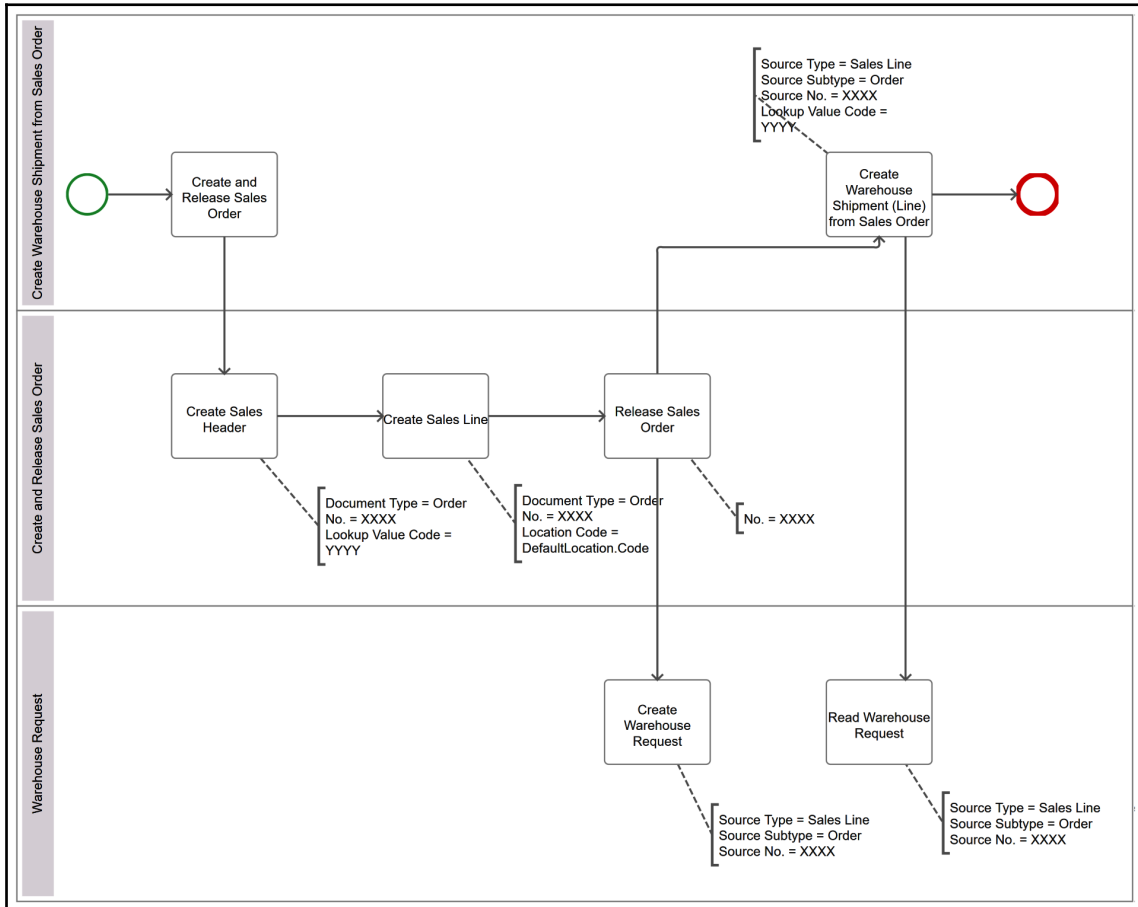 Create Warehouse Shipment from Sales Order
Source Type = Sales Line
Source Subtype = Order
Source No. = XXXX
Lookup Value Code =
YYYY
Create and
Release Sales
Order
Create
Warehouse
Shipment (Line)
from Sales Order
Create and Release Sales Order
Create Sales
Header
Create Sales Line
Release Sales
Order
Document Type = Order
No. = XXXX
Lookup Value Code =
YYYY
Document Type = Order
No. = XXXX
Location Code =
DefaultLocation.Code
No. = XXXX
Warehouse Request
Create
Warehouse
Request
Read Warehouse
Request
Source Type = Sales Line
Source Subtype = Order
Source No. = XXXX
Source Type = Sales Line
Source Subtype = Order
Source No. = XXXX